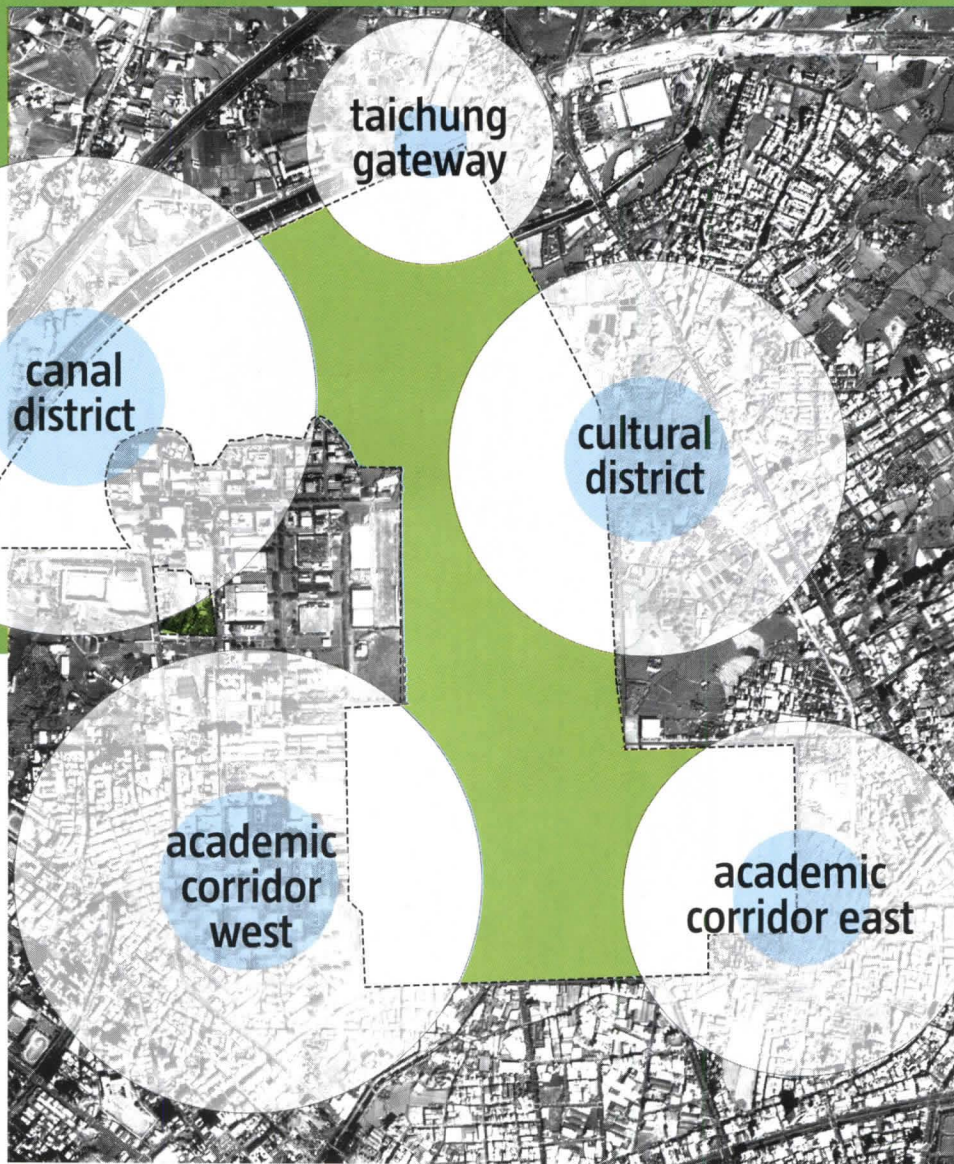 taichung
gateway
canal
district
cultural
district
academic
corridor
west
academic
corridor east